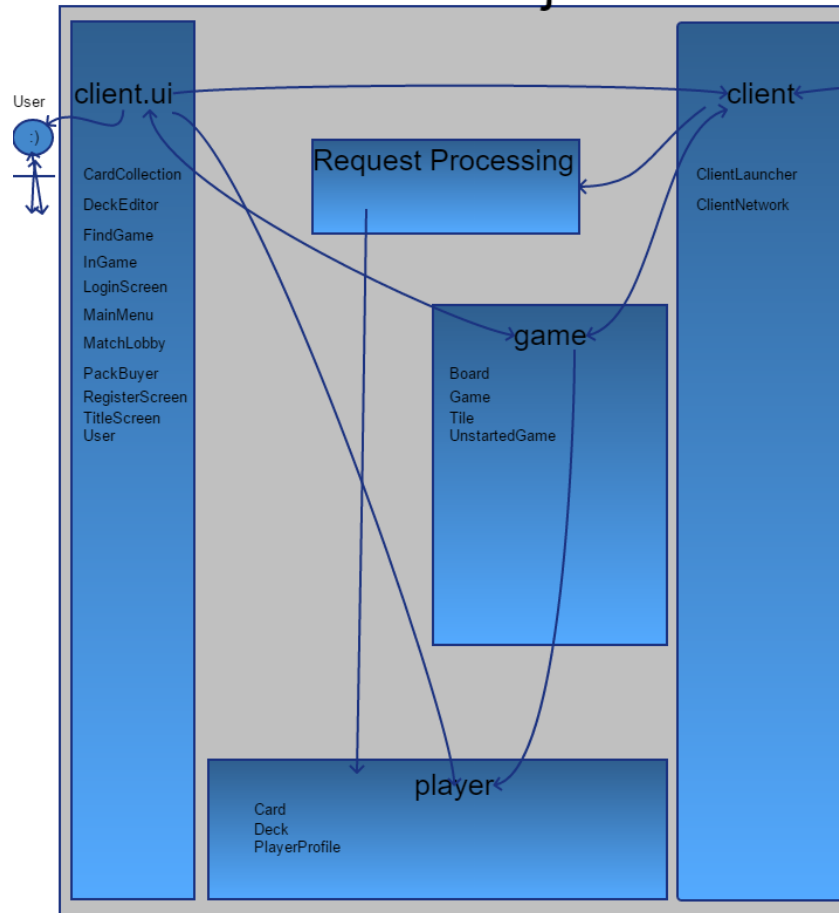 User
:)
client.ui
CardCollection
DeckEditor
FindGame
InGame
LoginScreen
MainMenu
MatchLobby
PackBuyer
RegisterScreen
TitleScreen
User
Request Processing
game
Board
Game
Tile
UnstartedGame
player
Card
Deck
PlayerProfile
client
ClientLauncher
ClientNetwork